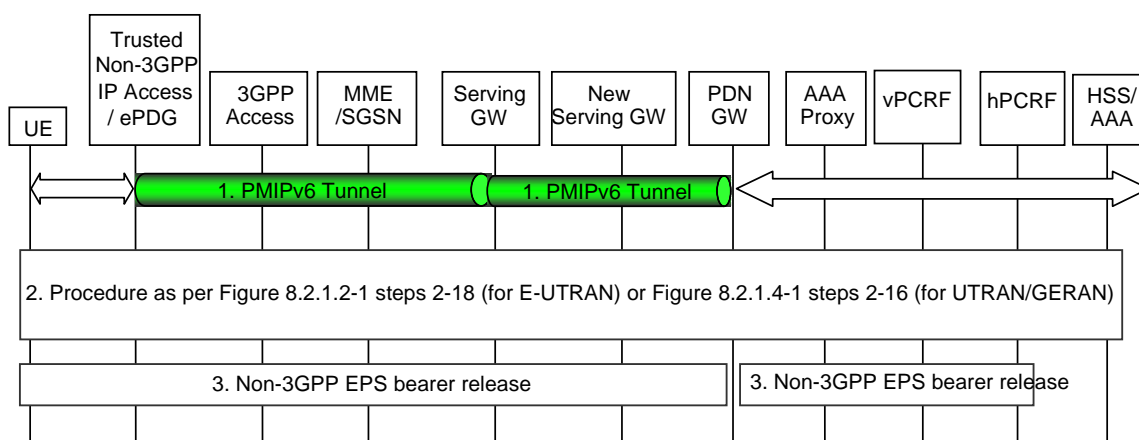 Trusted
Non-3GPP
IP Access
/ ePDG
UE
3GPP
Access
MME
/SGSN
Serving
GW
New
Serving GW
PDN
GW
AAA
Proxy
vPCRF
hPCRF
HSS/
AAA
1. PMIPv6 Tunnel
1. PMIPv6 Tunnel
2. Procedure as per Figure 8.2.1.2-1 steps 2-18 (for E-UTRAN) or Figure 8.2.1.4-1 steps 2-16 (for UTRAN/GERAN)
3. Non-3GPP EPS bearer release
3. Non-3GPP EPS bearer release